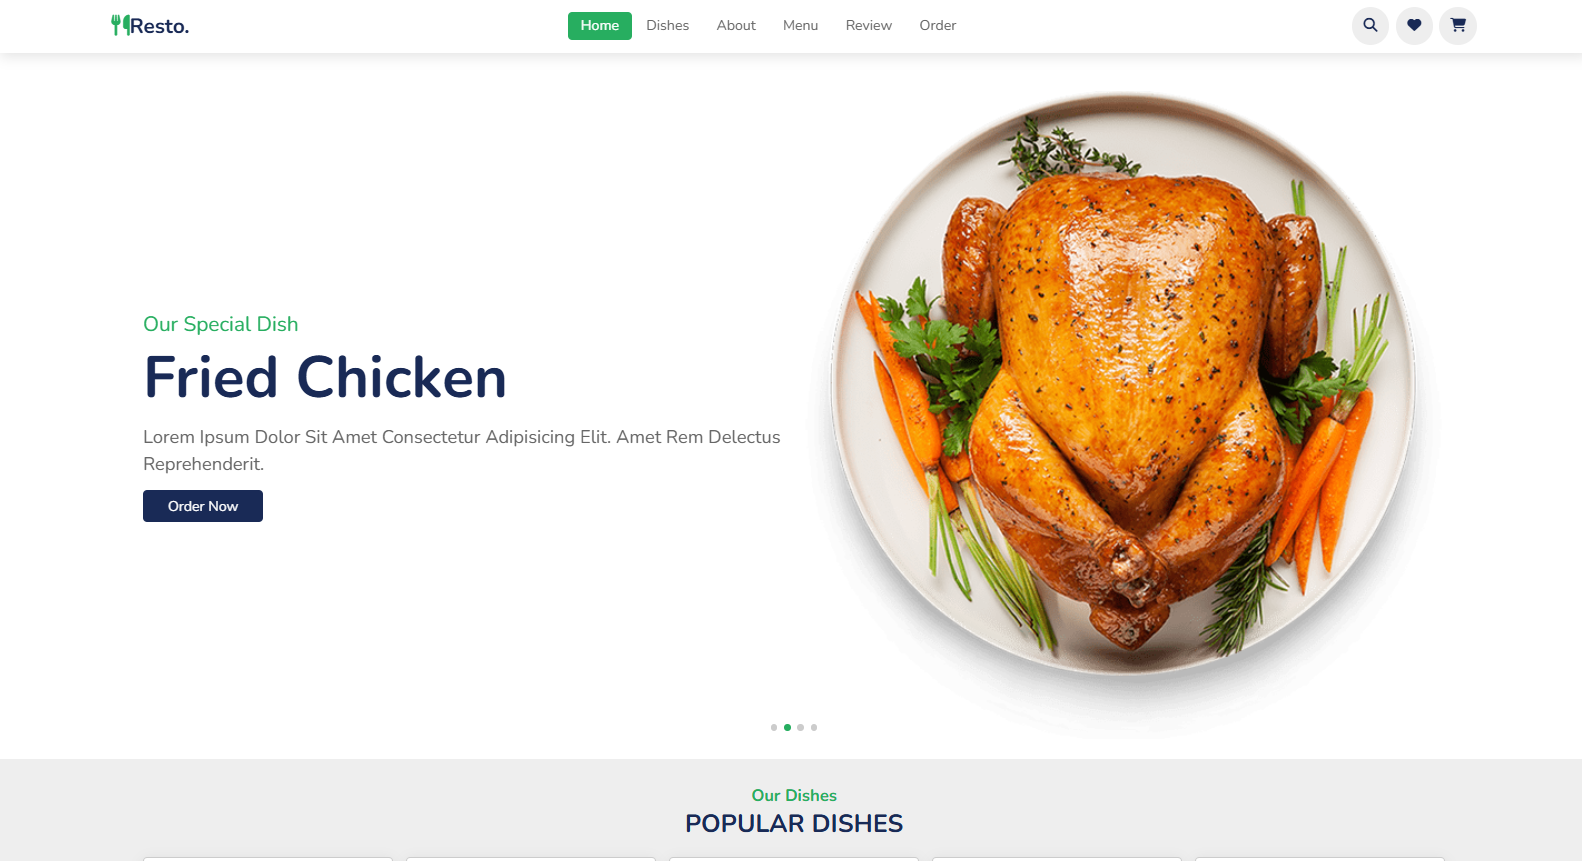 Resto.
Home Dishes About Menu Review Order
Our Special Dish
Fried Chicken
Lorem Ipsum Dolor Sit Amet Consectetur Adipisicing Elit. Amet Rem Delectus
Reprehenderit.
Order Now
Our Dishes
POPULAR DISHES